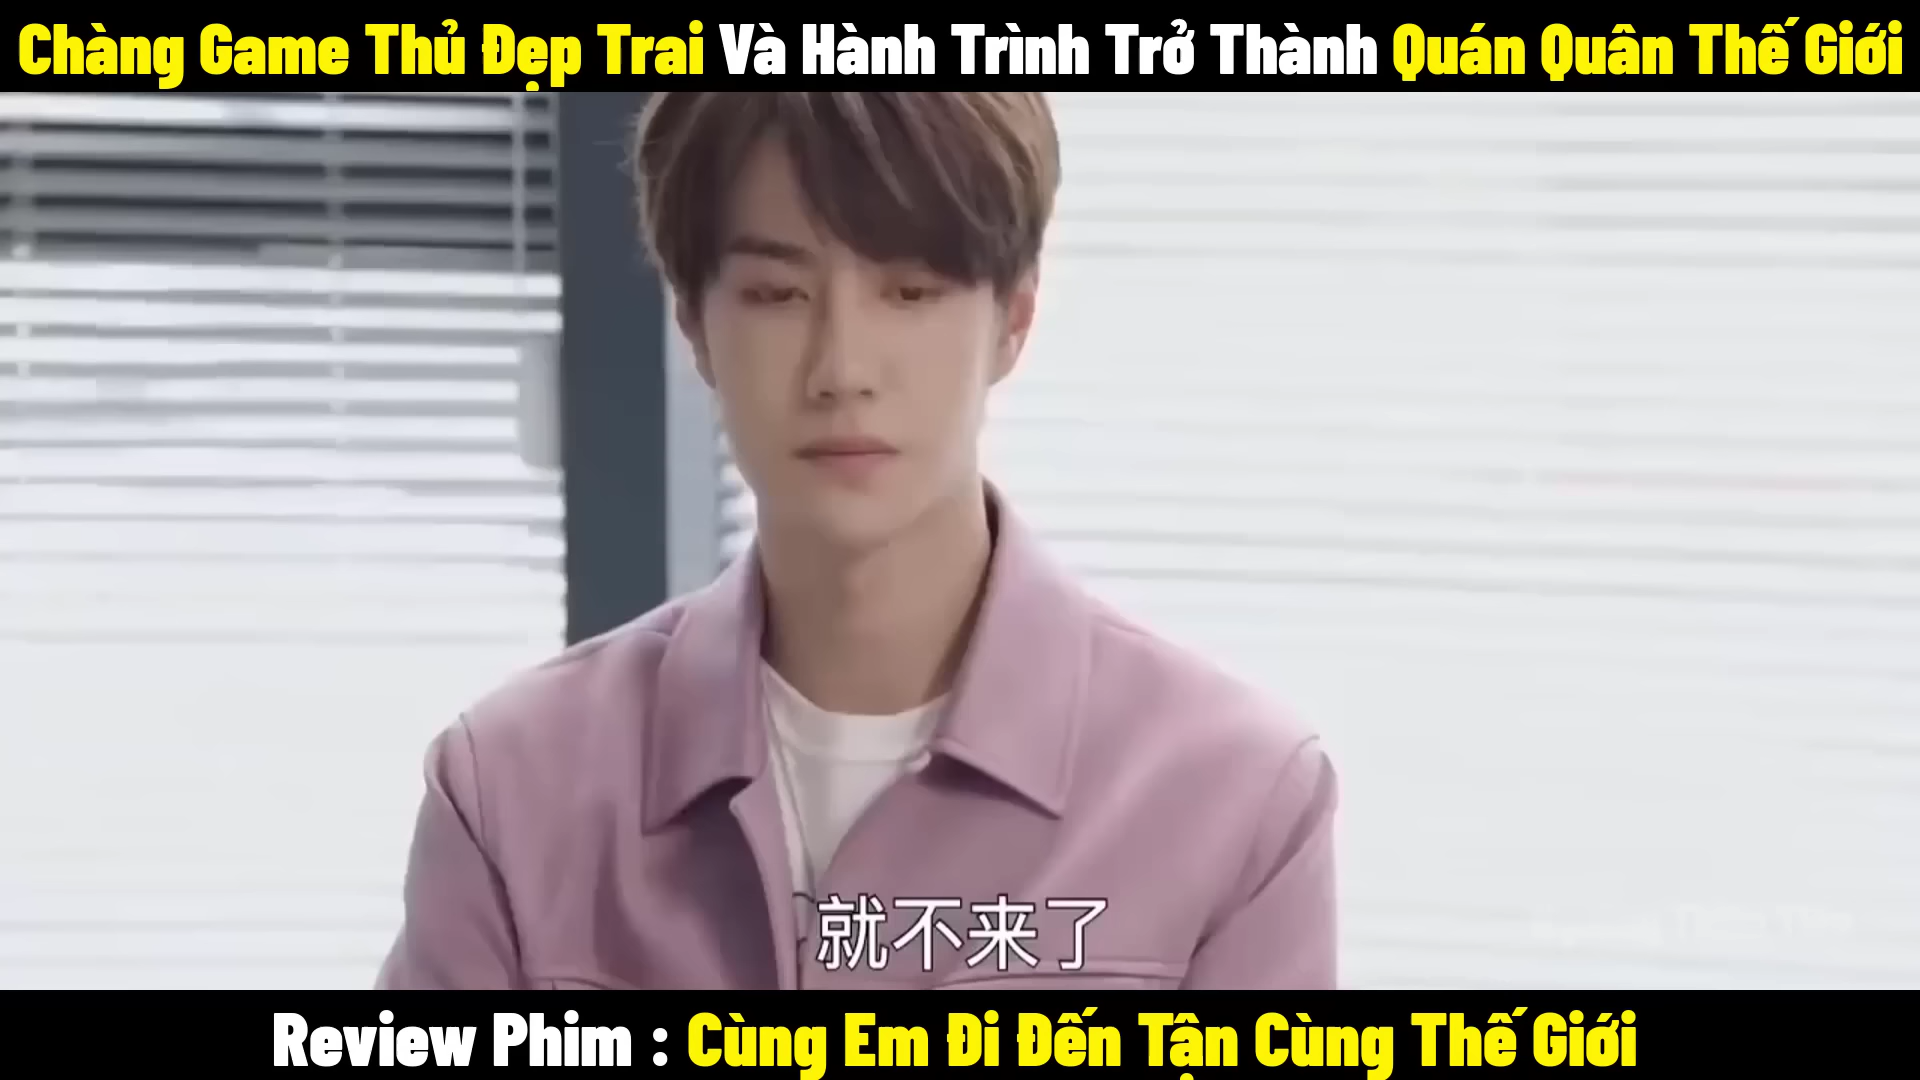 Chàng Game Thủ Đẹp Trai Và Hành Trình Trở Thành Quán Quân Thế Giới
就不来了
Review Phim : Cùng Em Đi Đến Tận Cùng Thế Giới